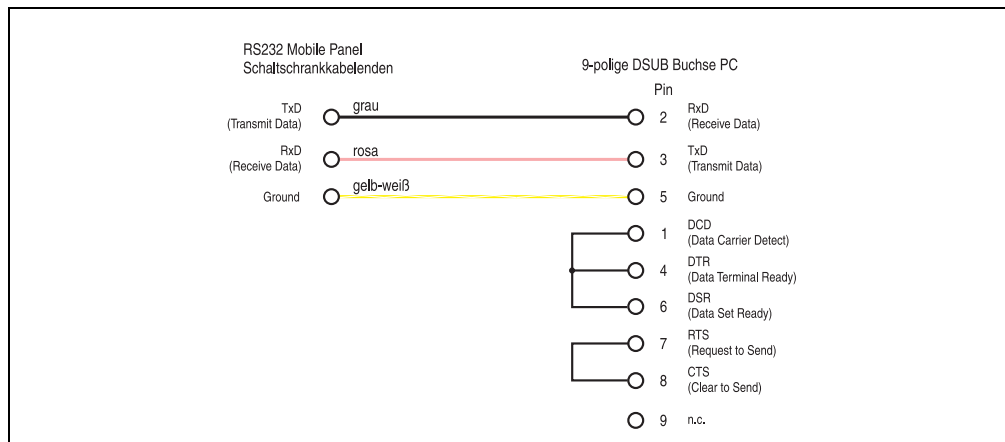 RS232 Mobile Panel
Schaltschrankkabelenden
9-polige DSUB Buchse PC
Pin
TxD
(Transmit Data)
grau
2
RxD
(Receive Data)
RxD
(Receive Data)
rosa
3
TxD
(Transmit Data)
Ground
gelb-weiß
5
Ground
1
DCD
(Data Carrier Detect)
4
DTR
(Data Terminal Ready)
6
DSR
(Data Set Ready)
7
RTS
(Request to Send)
8
CTS
(Clear to Send)
9
n.c.